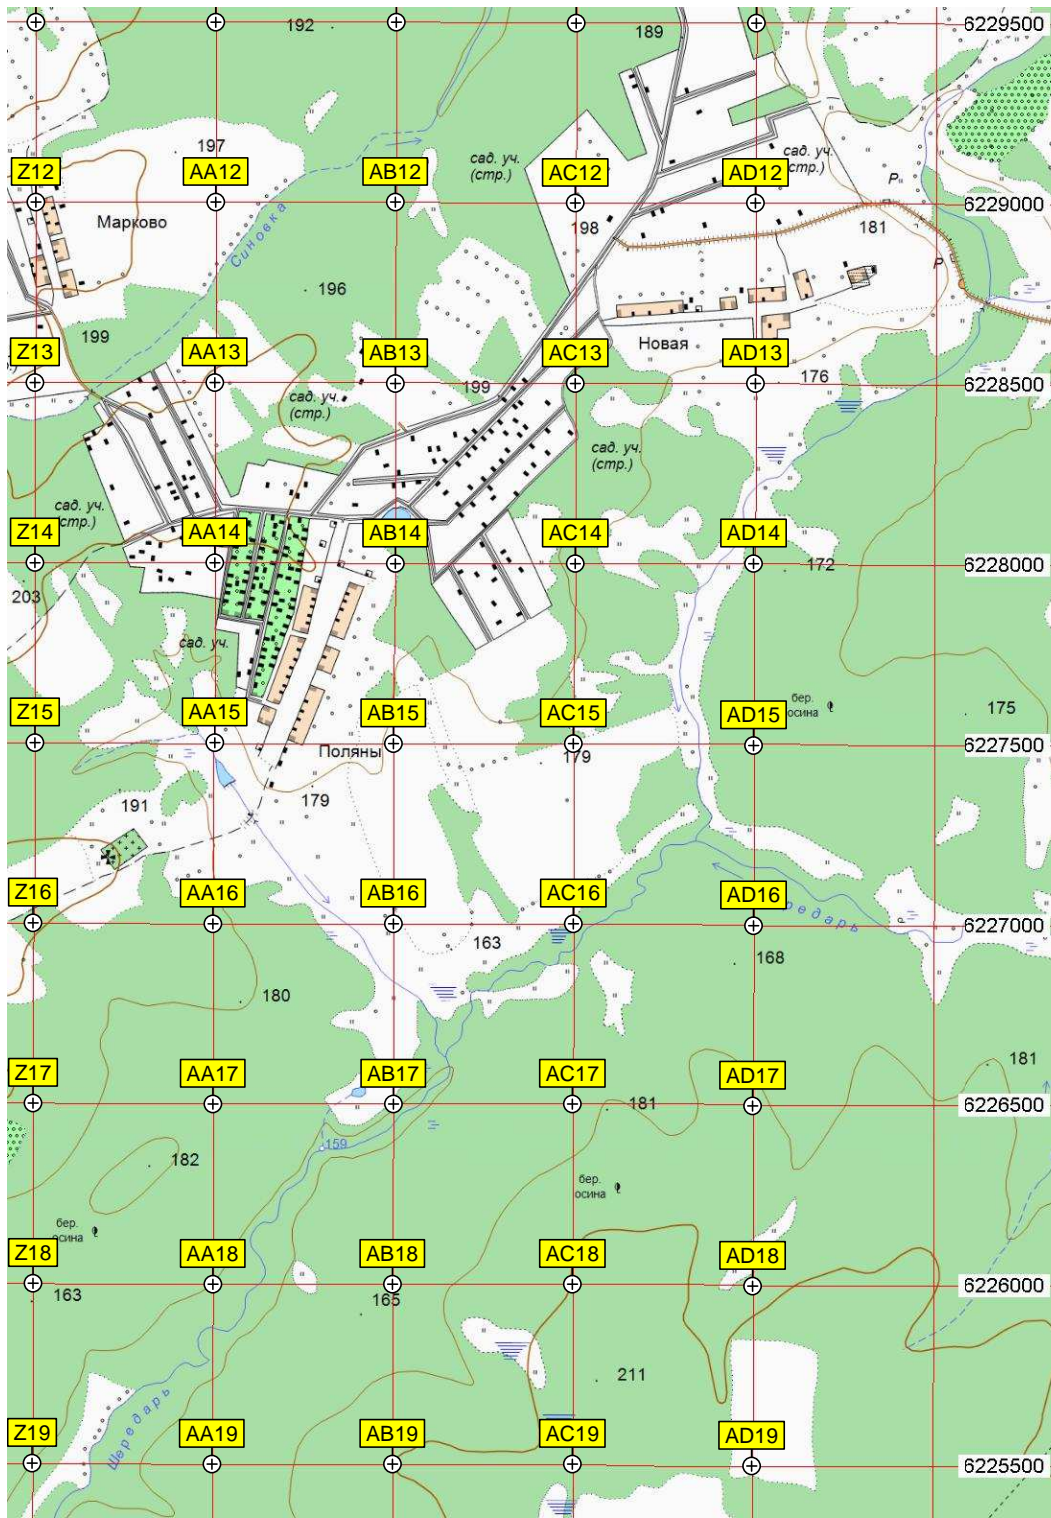 192
189
6229500
197
сад. уч.
(стр.)
сад. уч.
стр.)
Z12
AA12
AB12
AC12
AD12
Р
6229000
Марково
Синовка
198
181
Р
196
199
Новая
Z13
AA13
AB13
AC13
AD13
199
176
6228500
сад. уч.
(стр.)
сад. уч.
(стр.)
сад. уч.
стр.)
Z14
AA14
AB14
AC14
AD14
172
6228000
203
сад. уч.
бер.
осина
175
Z15
AA15
AB15
AC15
AD15
Поляны
179
6227500
191
179
Z16
AA16
AB16
AC16
AD16
редарь
6227000
163
168
180
181
Z17
AA17
AB17
AC17
AD17
181
6226500
159
182
бер.
осина
бер.
сина
Z18
AA18
AB18
AC18
AD18
163
165
6226000
211
Шередарь
Z19
AA19
AB19
AC19
AD19
6225500